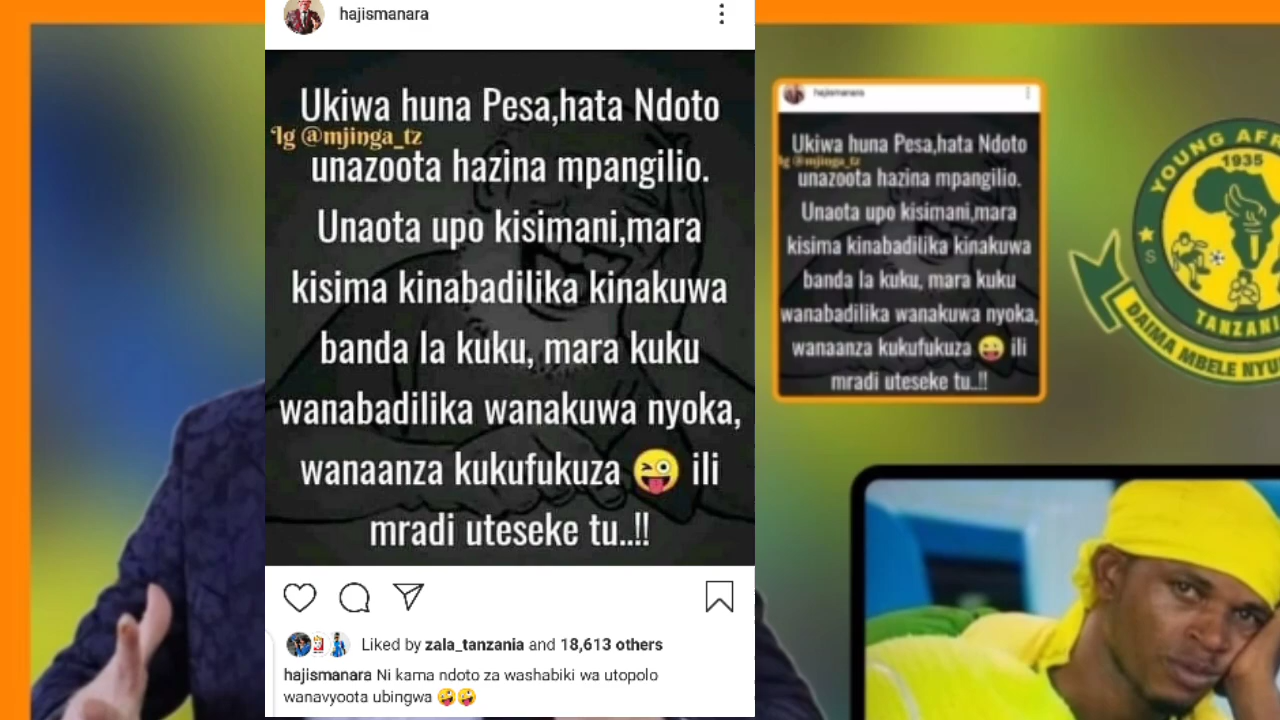 hajismanara
Ukiwa huna Pesa,hata Ndoto
Ig @mjinga_tz
unazoota hazina mpangilio.
Unaota upo kisimani,mara
kisima kinabadilika kinakuwa
banda la kuku, mara kuku
wanabadilika wanakuwa nyoka,
wanaanza kukufukuza 😜 ili
mradi uteseke tu..!!
Liked by zala_tanzania and 18,613 others
hajismanara Ni kama ndoto za washabiki wa utopolo
wanavyoota ubingwa 🤪🤪
hajismanara
Ukiwa huna Pesa,hata Ndoto
Ig @mjinga_tz
unazoota hazina mpangilio.
Unaota upo kisimani,mara
kisima kinabadilika kinakuwa
banda la kuku, mara kuku
wanabadilika wanakuwa nyoka,
wanaanza kukufukuza 😜 ili
mradi uteseke tu..!!
YOUNG AFR
1935
S
TANZANI
DAIMA MBELE NYU